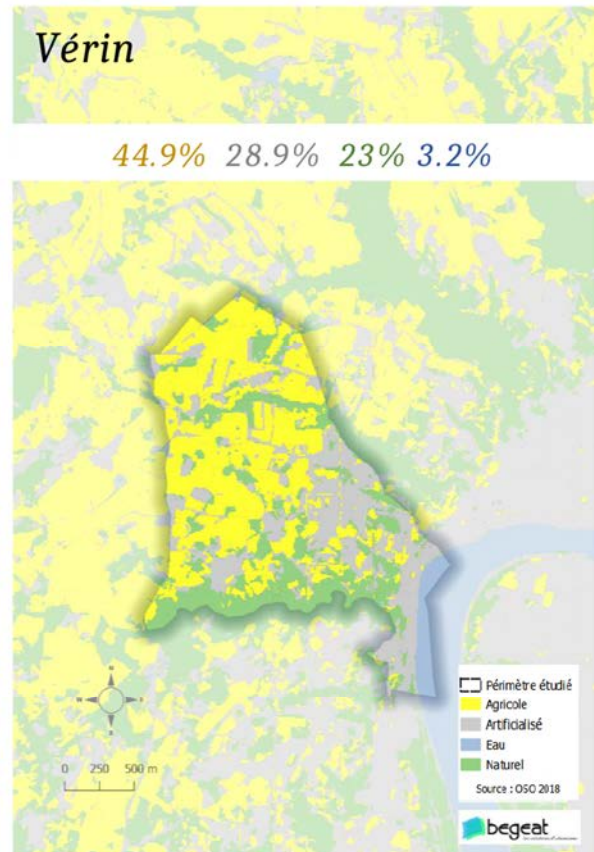 Vérin
44.9% 28.9% 23% 3.2%
0 250 500 m
Périmètre étudié
Agricole
Artificialisé
Eau
Naturel
Source : OSO 2018
begeat